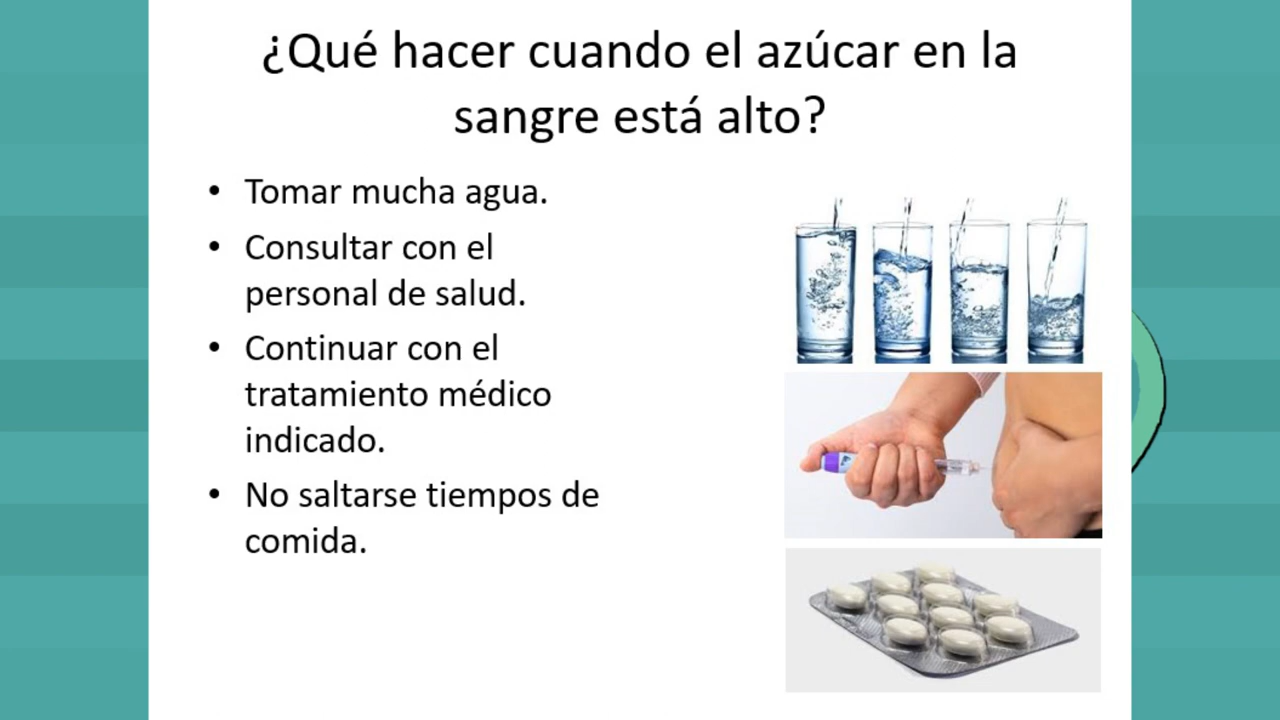 ¿Qué hacer cuando el azúcar en la
sangre está alto?
• Tomar mucha agua.
• Consultar con el
personal de salud.
• Continuar con el
tratamiento médico
indicado.
• No saltarse tiempos de
comida.